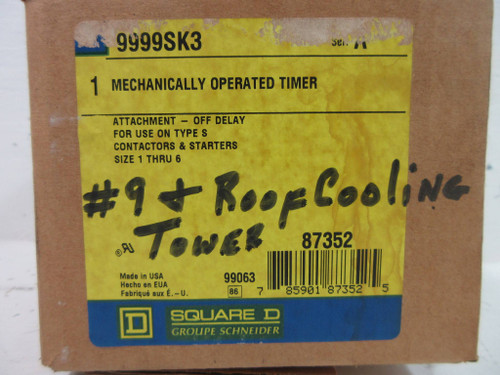 9999SK3 Ser. A
1 MECHANICALLY OPERATED TIMER
ATTACHMENT – OFF DELAY
FOR USE ON TYPE S
CONTACTORS & STARTERS
SIZE 1 THRU 6
#9 & Roof Cooling
Tower
87352
Made in USA
Hecho en EUA
Fabriqué aux É.-U.
99063
86
7 85901 87352 5
D SQUARE D
GROUPE SCHNEIDER